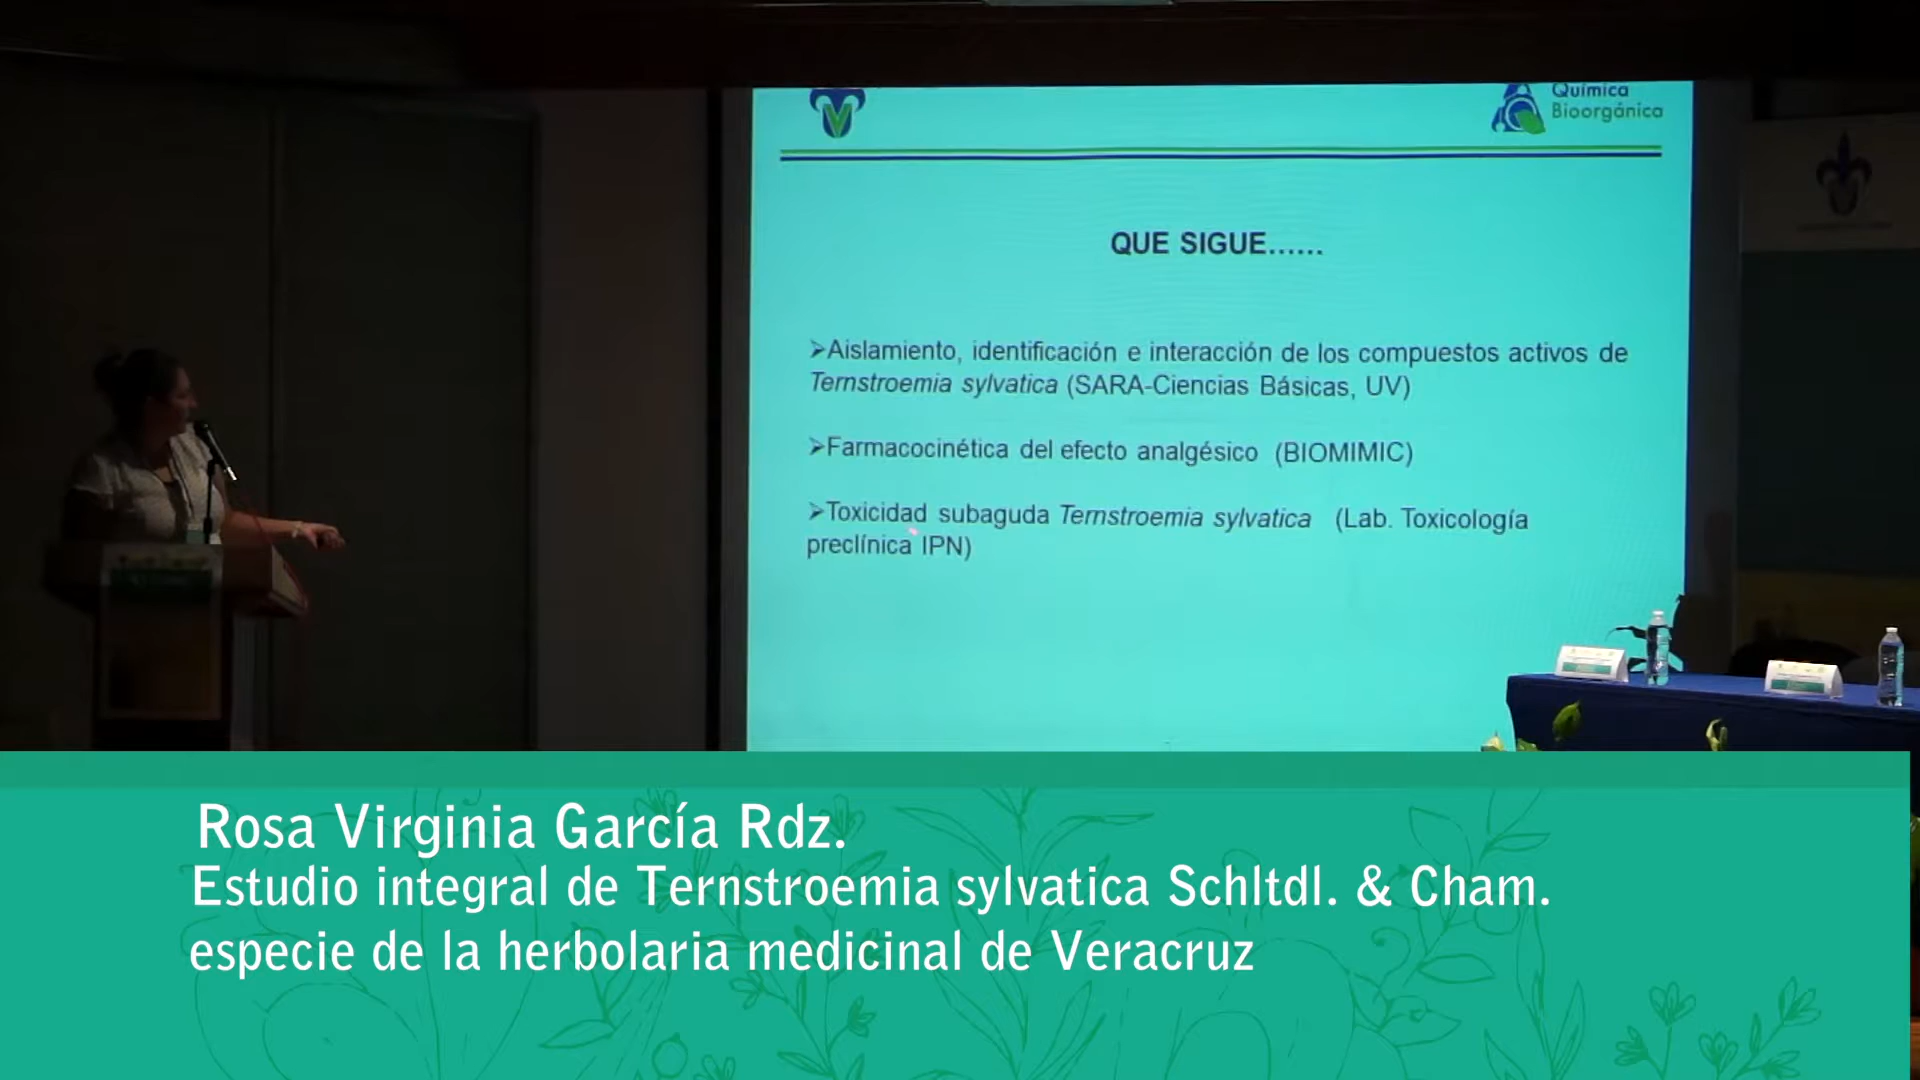 Química
Bioorgánica
QUE SIGUE......
➢Aislamiento, identificación e interacción de los compuestos activos de
Ternstroemia sylvatica (SARA-Ciencias Básicas, UV)
➢Farmacocinética del efecto analgésico (BIOMIMIC)
➢Toxicidad subaguda Ternstroemia sylvatica (Lab. Toxicología
preclínica IPN)
Rosa Virginia García Rdz.
Estudio integral de Ternstroemia sylvatica Schltdl. & Cham.
especie de la herbolaria medicinal de Veracruz